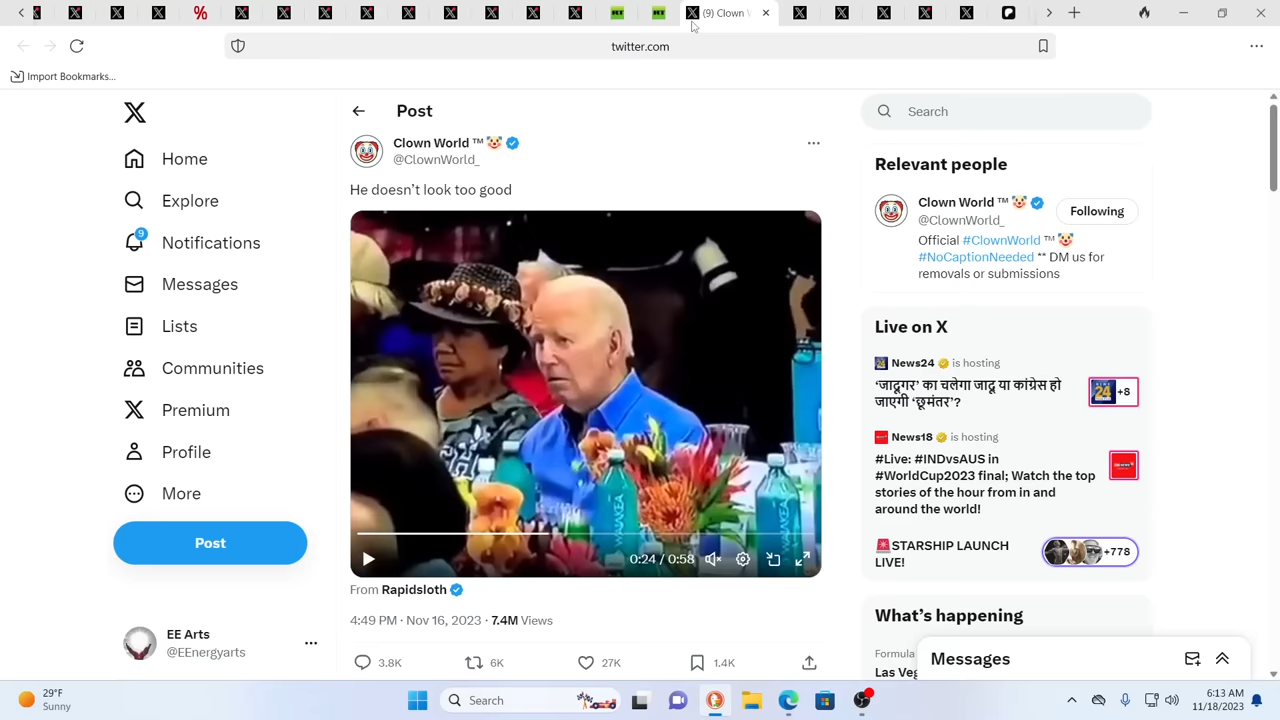 (9) Clown
twitter.com
Import Bookmarks...
Post
Clown World ™ 🤡
@ClownWorld_
He doesn't look too good
WAIAKEA
0:24 / 0:58
From Rapidsloth
4:49 PM · Nov 16, 2023 · 7.4M Views
3.8K
6K
27K
1.4K
Home
Explore
9
Notifications
Messages
Lists
Communities
Premium
Profile
More
Post
EE Arts
@EEnergyarts
Search
Relevant people
Clown World ™ 🤡
@ClownWorld_
Following
Official #ClownWorld ™ 🤡
#NoCaptionNeeded ** DM us for
removals or submissions
Live on X
News24 is hosting
'जादूगर' का चलेगा जादू या कांग्रेस हो
जाएगी 'छूमंतर'?
24
+8
News18 is hosting
#Live: #INDvsAUS in
#WorldCup2023 final; Watch the top
stories of the hour from in and
around the world!
🚨STARSHIP LAUNCH
LIVE!
+778
What's happening
Formula
Las Veg
Messages
29°F
Sunny
Search
6:13 AM
11/18/2023